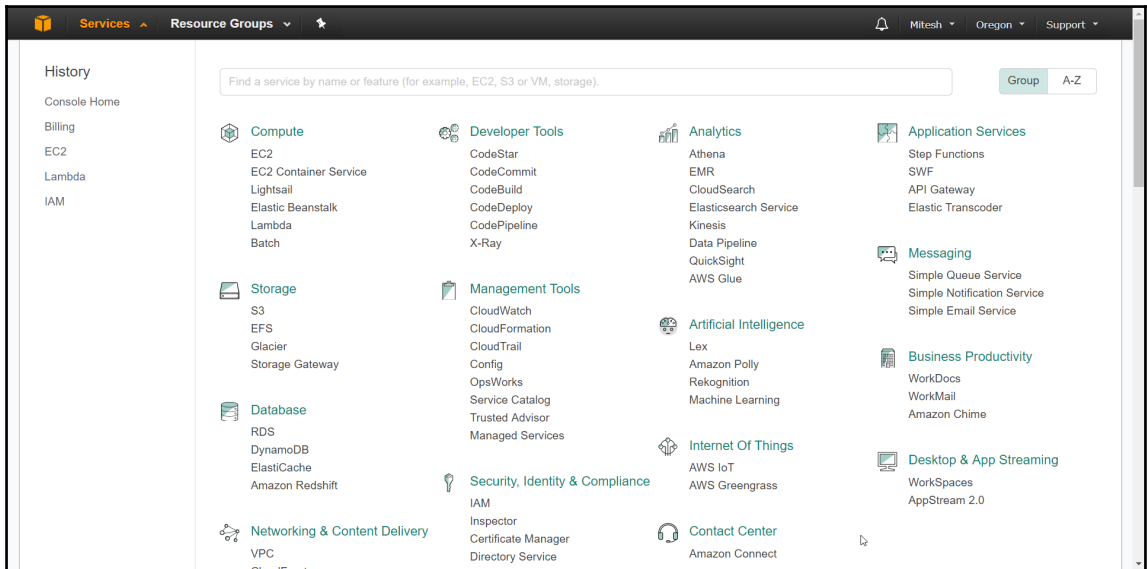 Services Resource Groups Mitesh Oregon Support
History
Console Home
Billing
EC2
Lambda
IAM
Find a service by name or feature (for example, EC2, S3 or VM, storage).
Group A-Z
Compute
EC2
EC2 Container Service
Lightsail
Elastic Beanstalk
Lambda
Batch
Storage
S3
EFS
Glacier
Storage Gateway
Database
RDS
DynamoDB
ElastiCache
Amazon Redshift
Networking & Content Delivery
VPC
Developer Tools
CodeStar
CodeCommit
CodeBuild
CodeDeploy
CodePipeline
X-Ray
Management Tools
CloudWatch
CloudFormation
CloudTrail
Config
OpsWorks
Service Catalog
Trusted Advisor
Managed Services
Security, Identity & Compliance
IAM
Inspector
Certificate Manager
Directory Service
Analytics
Athena
EMR
CloudSearch
Elasticsearch Service
Kinesis
Data Pipeline
QuickSight
AWS Glue
Artificial Intelligence
Lex
Amazon Polly
Rekognition
Machine Learning
Internet Of Things
AWS IoT
AWS Greengrass
Contact Center
Amazon Connect
Application Services
Step Functions
SWF
API Gateway
Elastic Transcoder
Messaging
Simple Queue Service
Simple Notification Service
Simple Email Service
Business Productivity
WorkDocs
WorkMail
Amazon Chime
Desktop & App Streaming
WorkSpaces
AppStream 2.0